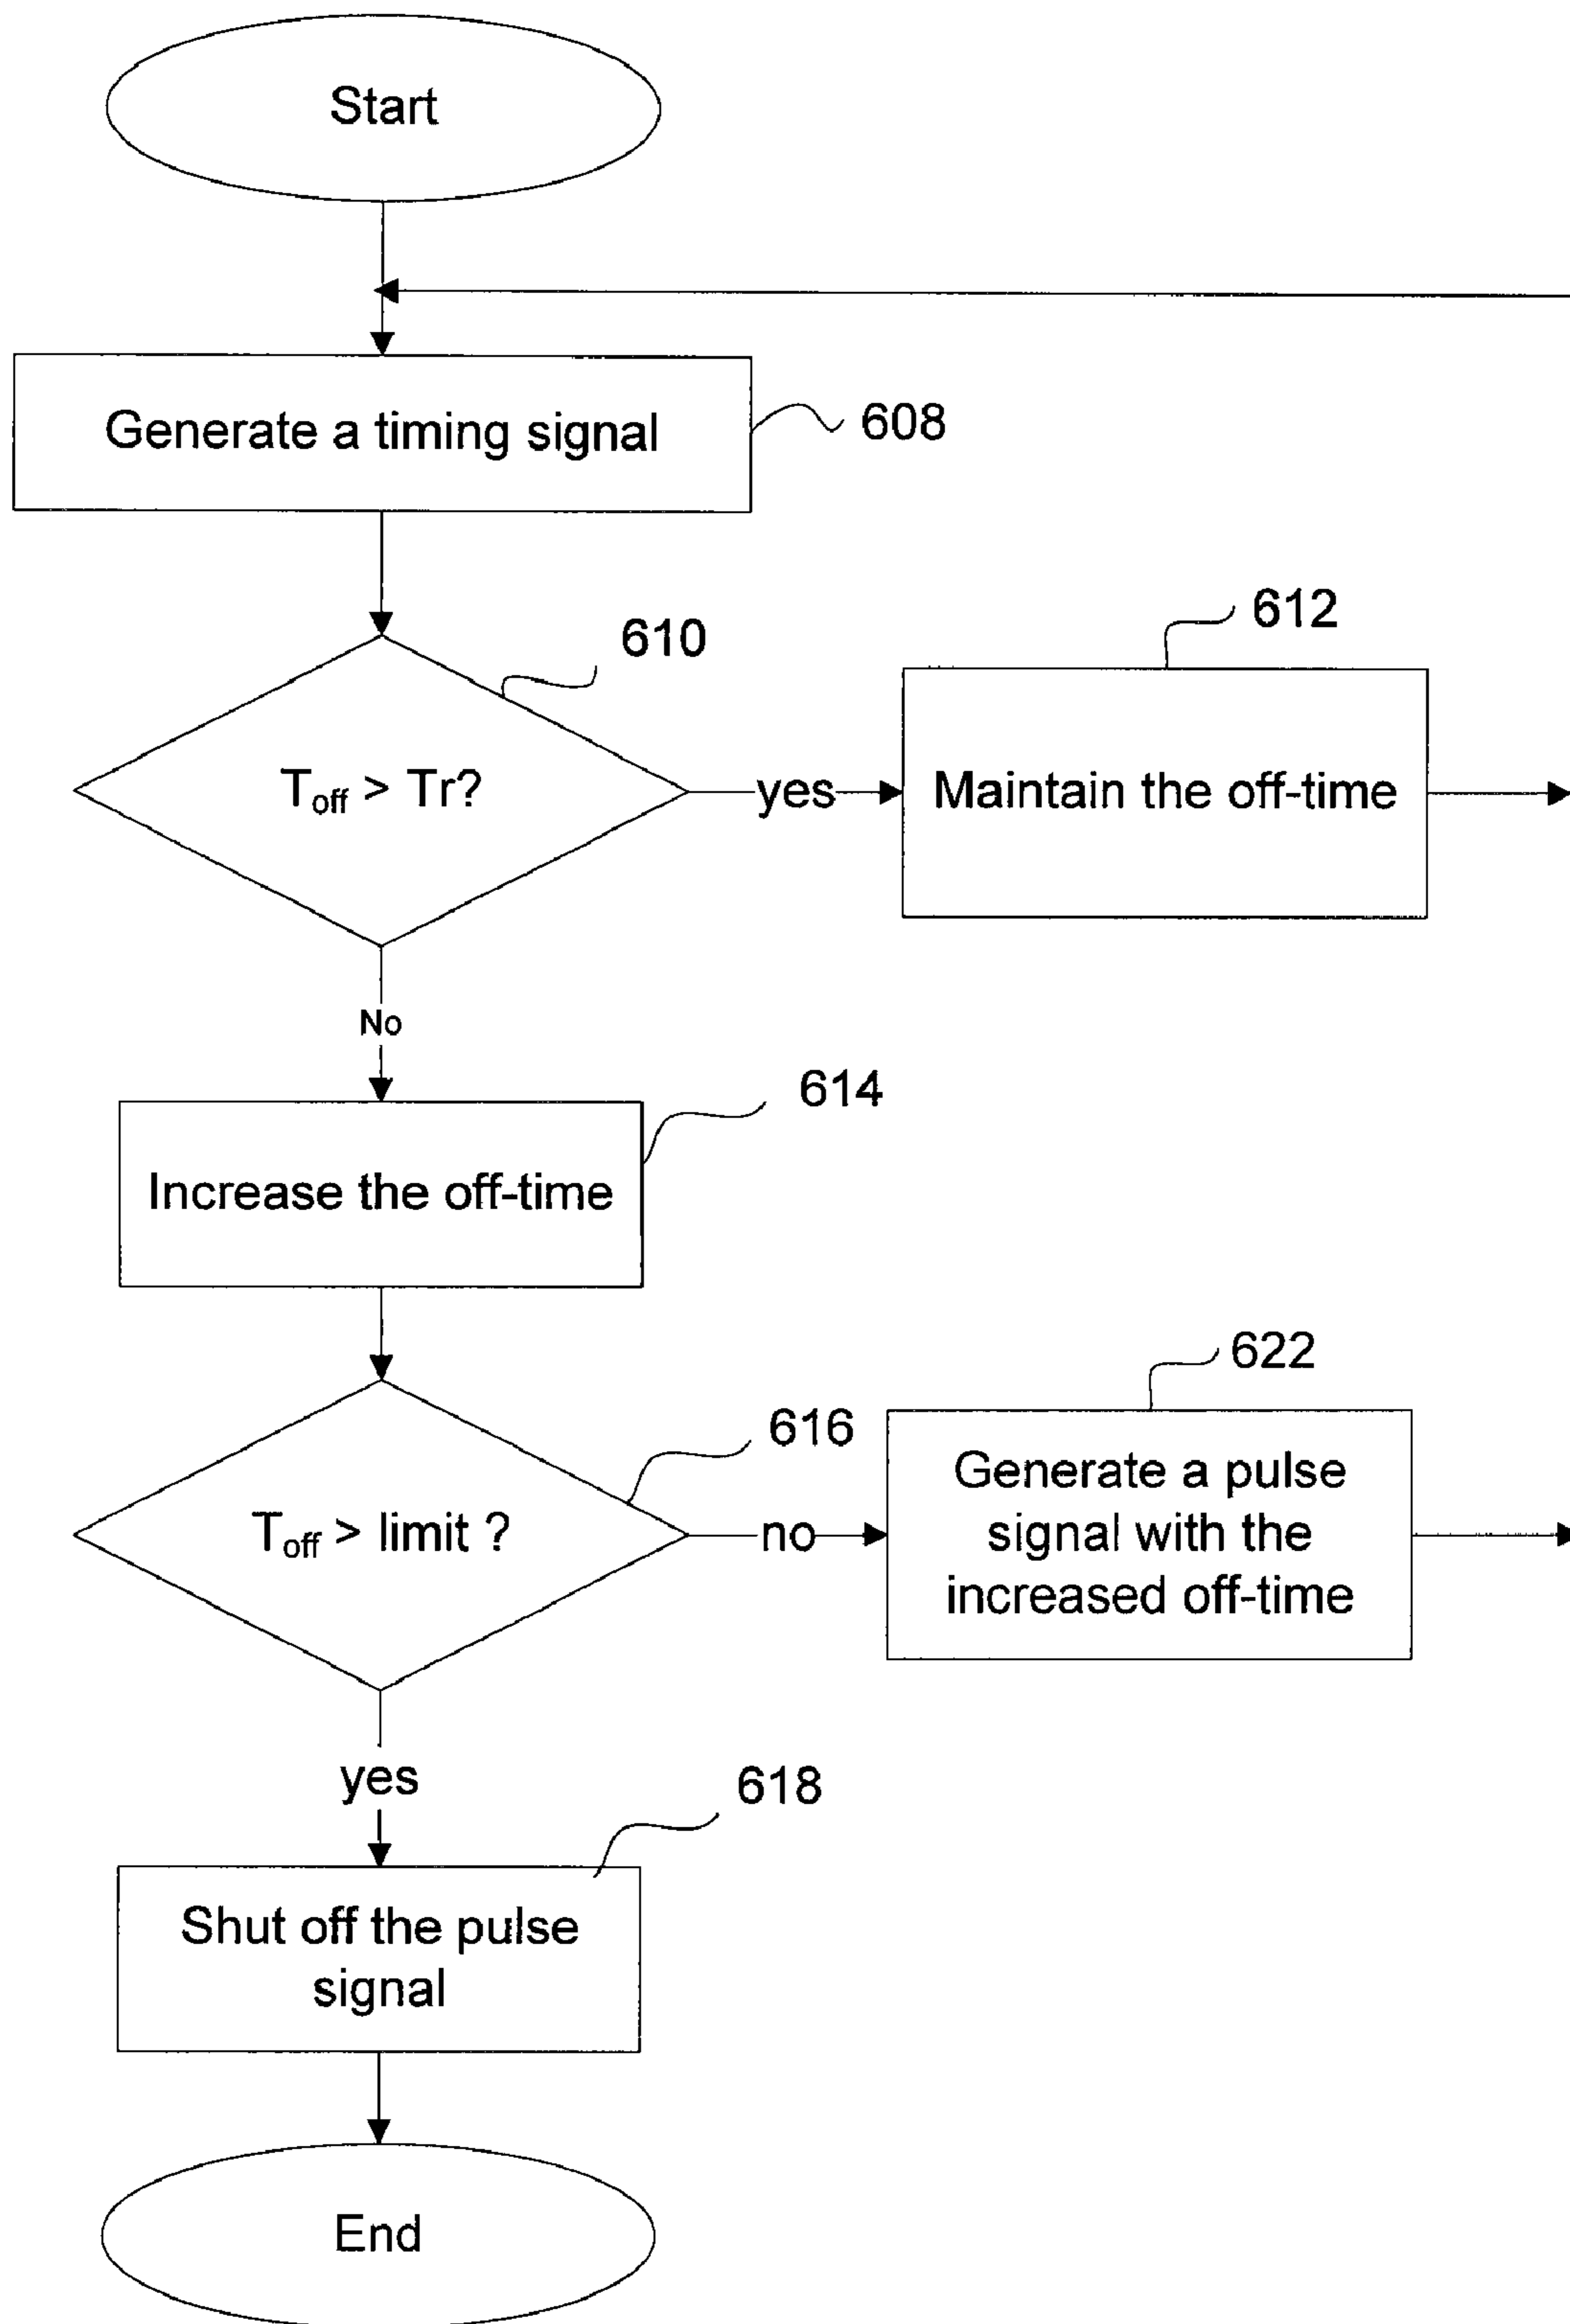 Start
Generate a timing signal
608
610
T_off > Tr?
yes
612
Maintain the off-time
No
614
Increase the off-time
616
T_off > limit ?
no
622
Generate a pulse
signal with the
increased off-time
yes
618
Shut off the pulse
signal
End